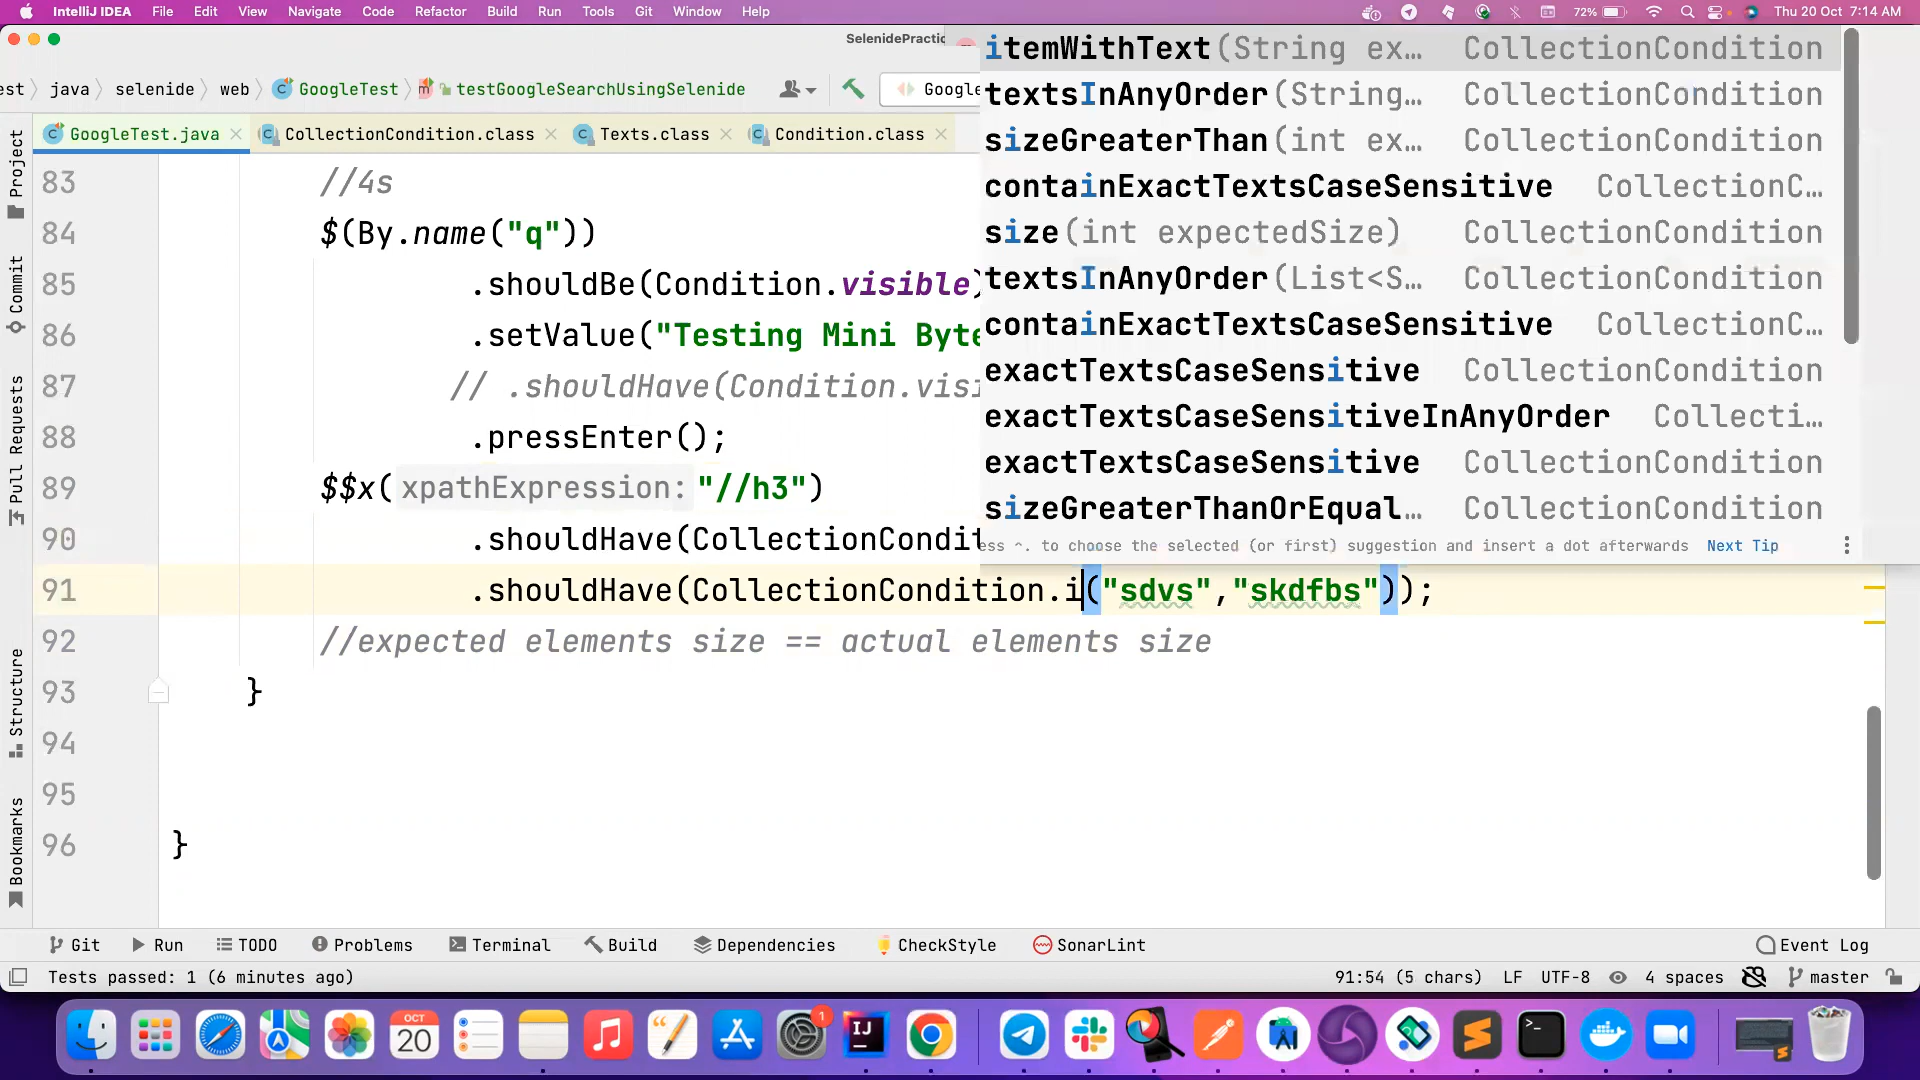 IntelliJ IDEA File Edit View Navigate Code Refactor Build Run Tools Git Window Help 72% Thu 20 Oct 7:14 AM
SelenidePractic
est java selenide web GoogleTest testGoogleSearchUsingSelenide Google
GoogleTest.java CollectionCondition.class Texts.class Condition.class
Project
Commit
Pull Requests
Structure
Bookmarks
83 //4s
84 $(By.name("q"))
85 .shouldBe(Condition.visible)
86 .setValue("Testing Mini Byte
87 // .shouldHave(Condition.visi
88 .pressEnter();
89 $$x( xpathExpression: "//h3")
90 .shouldHave(CollectionCondit
91 .shouldHave(CollectionCondition.i("sdvs","skdfbs"));
92 //expected elements size == actual elements size
93 }
94
95
96 }
itemWithText(String ex… CollectionCondition
textsInAnyOrder(String… CollectionCondition
sizeGreaterThan(int ex… CollectionCondition
containExactTextsCaseSensitive CollectionC…
size(int expectedSize) CollectionCondition
textsInAnyOrder(List<S… CollectionCondition
containExactTextsCaseSensitive CollectionC…
exactTextsCaseSensitive CollectionCondition
exactTextsCaseSensitiveInAnyOrder Collecti…
exactTextsCaseSensitive CollectionCondition
sizeGreaterThanOrEqual… CollectionCondition
ess ^. to choose the selected (or first) suggestion and insert a dot afterwards Next Tip
Git Run TODO Problems Terminal Build Dependencies CheckStyle SonarLint Event Log
Tests passed: 1 (6 minutes ago) 91:54 (5 chars) LF UTF-8 4 spaces master
OCT
20
1
IJ